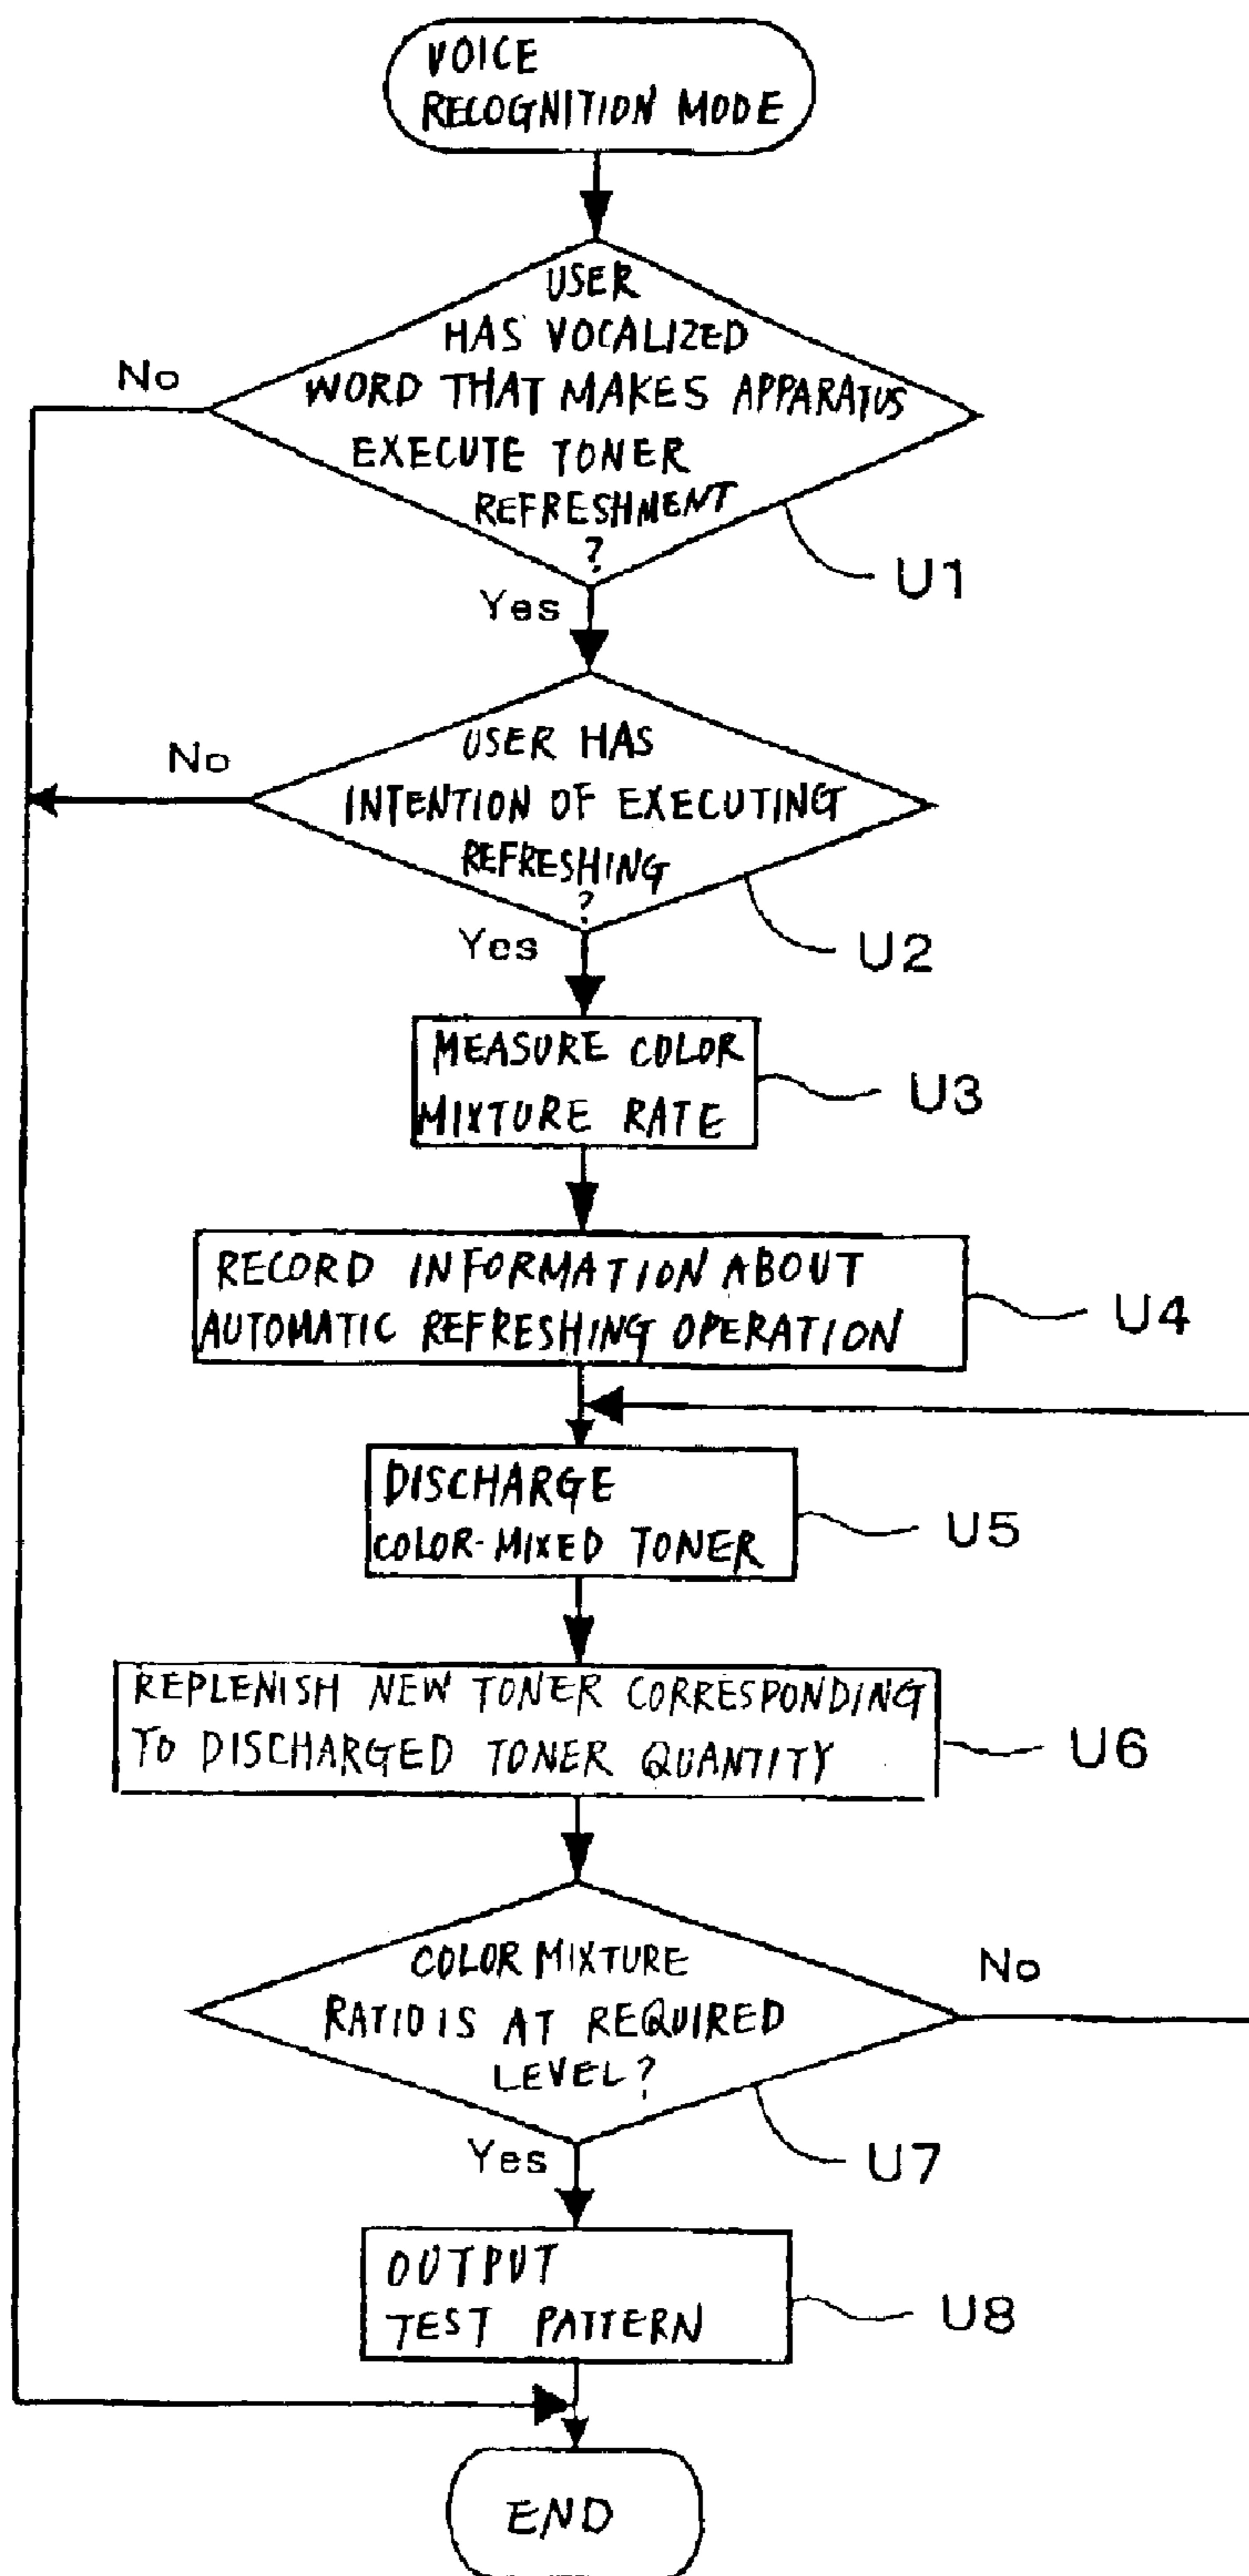 VOICE
RECOGNITION MODE
USER
HAS VOCALIZED
No
WORD THAT MAKES APPARATUS
EXECUTE TONER
REFRESHMENT
?
U1
Yes
USER HAS
No
INTENTION OF EXECUTING
REFRESHING
?
U2
Yes
MEASURE COLOR
MIXTURE RATE
U3
RECORD INFORMATION ABOUT
AUTOMATIC REFRESHING OPERATION
U4
DISCHARGE
COLOR-MIXED TONER
U5
REPLENISH NEW TONER CORRESPONDING
TO DISCHARGED TONER QUANTITY
U6
COLOR MIXTURE
No
RATIO IS AT REQUIRED
LEVEL?
U7
Yes
OUTPUT
TEST PATTERN
U8
END